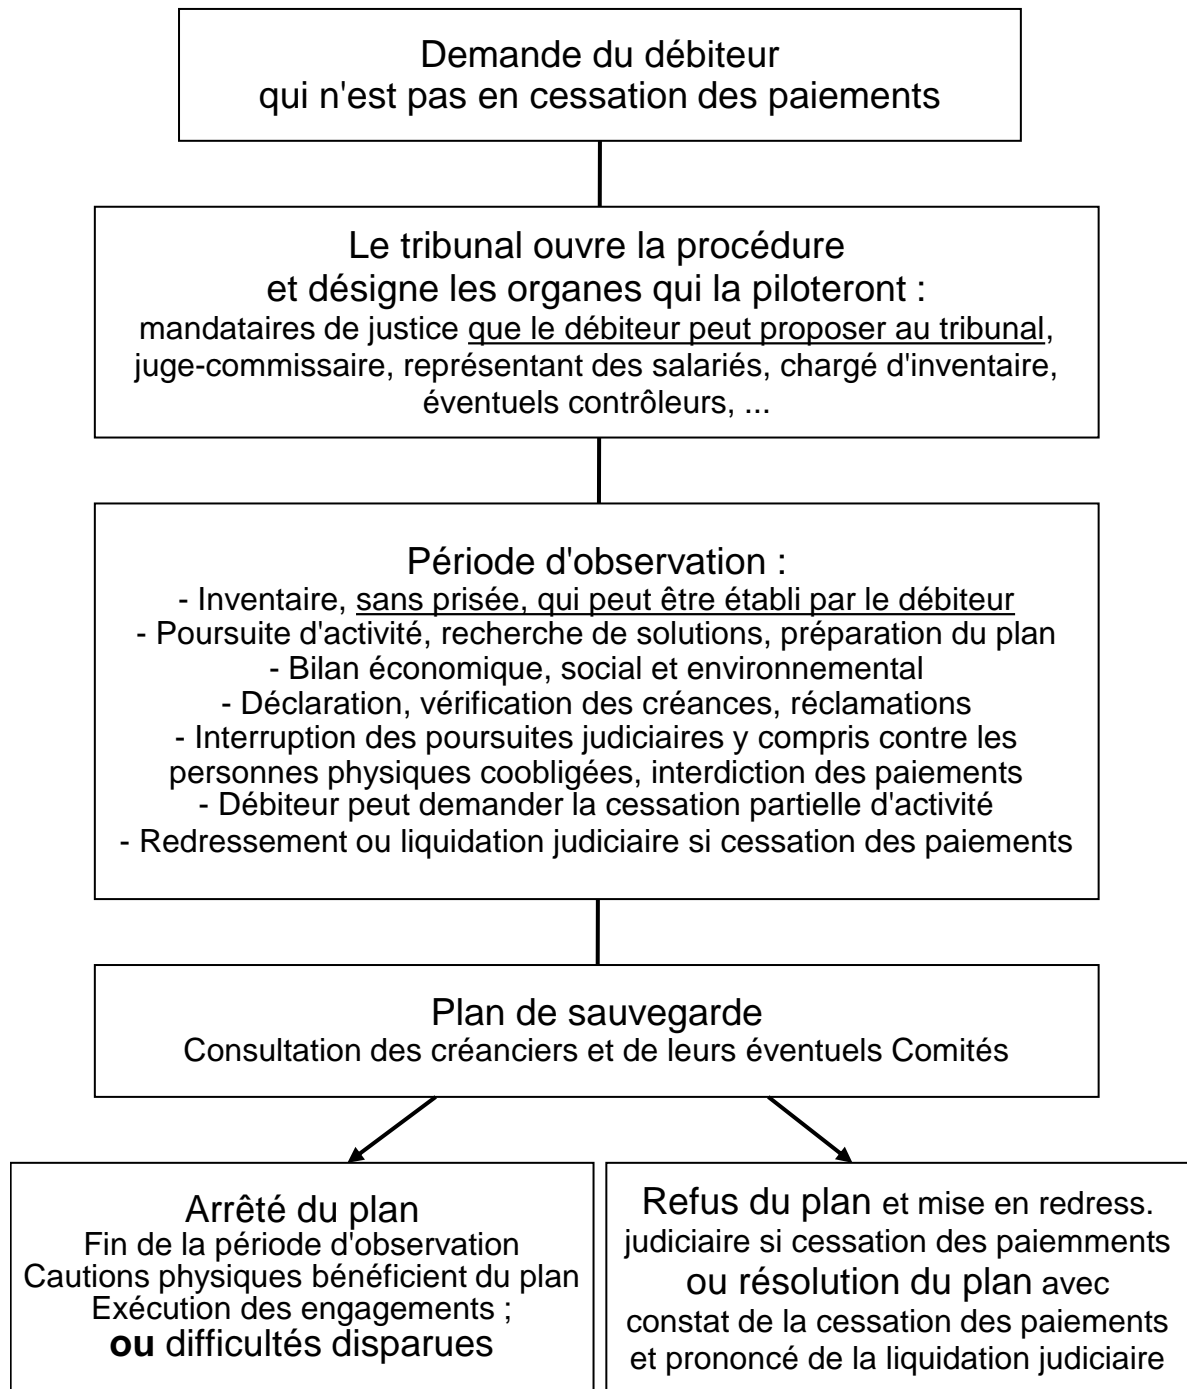 Demande du débiteur
qui n'est pas en cessation des paiements
Le tribunal ouvre la procédure
et désigne les organes qui la piloteront :
mandataires de justice que le débiteur peut proposer au tribunal,
juge-commissaire, représentant des salariés, chargé d'inventaire,
éventuels contrôleurs, ...
Période d'observation :
- Inventaire, sans prisée, qui peut être établi par le débiteur
- Poursuite d'activité, recherche de solutions, préparation du plan
- Bilan économique, social et environnemental
- Déclaration, vérification des créances, réclamations
- Interruption des poursuites judiciaires y compris contre les
personnes physiques coobligées, interdiction des paiements
- Débiteur peut demander la cessation partielle d'activité
- Redressement ou liquidation judiciaire si cessation des paiements
Plan de sauvegarde
Consultation des créanciers et de leurs éventuels Comités
Arrêté du plan
Fin de la période d'observation
Cautions physiques bénéficient du plan
Exécution des engagements ;
ou difficultés disparues
Refus du plan et mise en redress.
judiciaire si cessation des paiemments
ou résolution du plan avec
constat de la cessation des paiements
et prononcé de la liquidation judiciaire